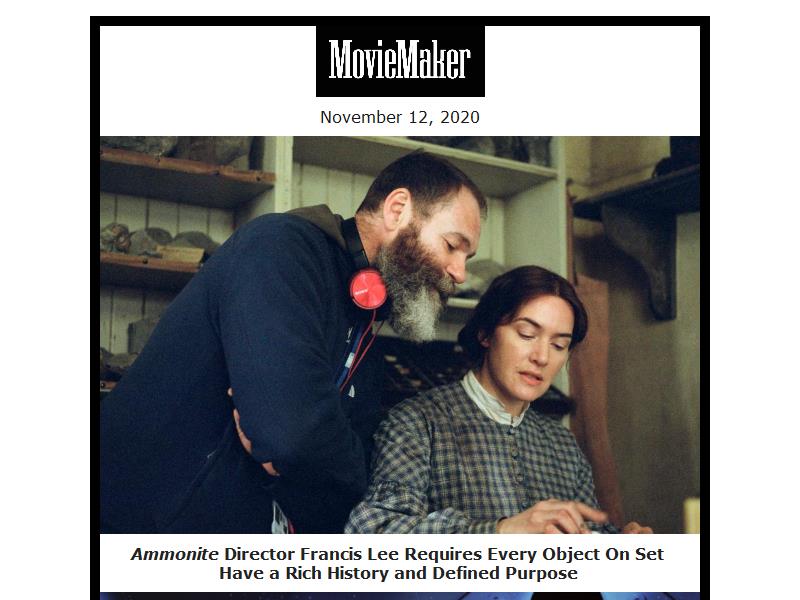 MovieMaker
November 12, 2020
Ammonite Director Francis Lee Requires Every Object On Set
Have a Rich History and Defined Purpose